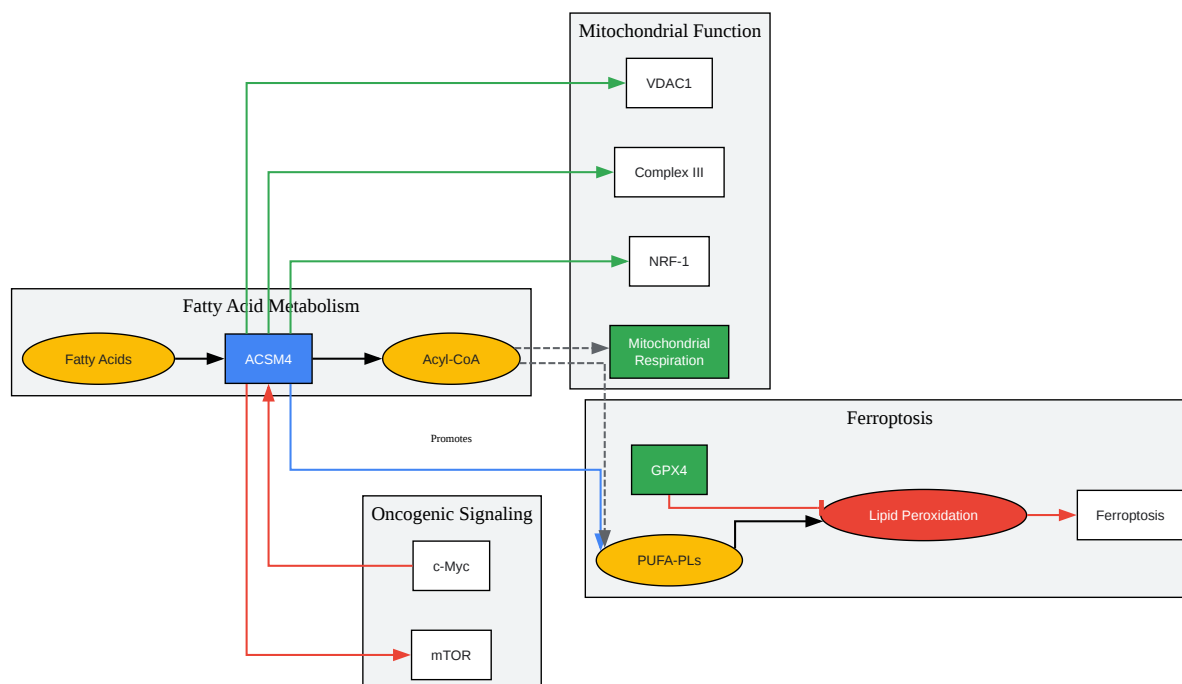 Mitochondrial Function
VDAC1
Complex III
NRF-1
Mitochondrial
Respiration
Fatty Acid Metabolism
Fatty Acids
ACSM4
Acyl-CoA
Promotes
Ferroptosis
GPX4
Lipid Peroxidation
Ferroptosis
PUFA-PLs
Oncogenic Signaling
c-Myc
mTOR